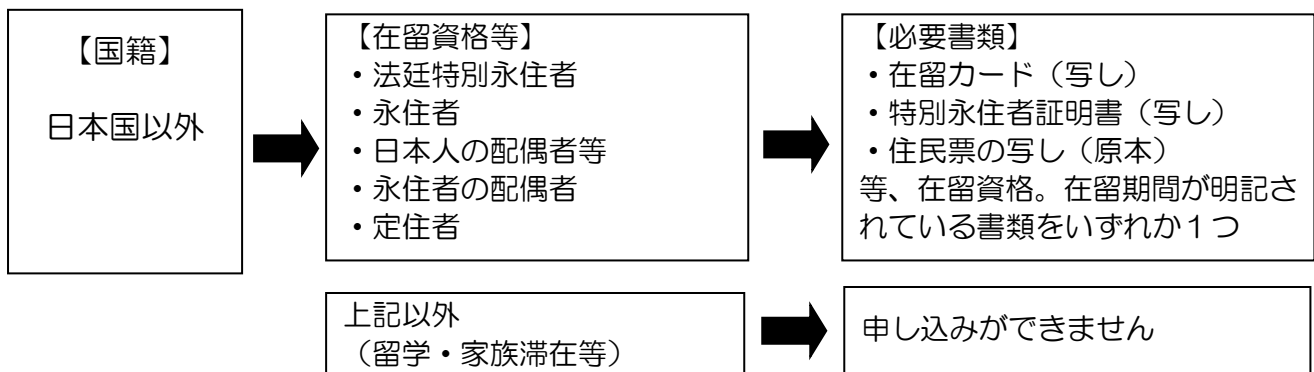 【国籍】
日本国以外
【在留資格等】
・法廷特別永住者
・永住者
・日本人の配偶者等
・永住者の配偶者
・定住者
【必要書類】
・在留カード（写し）
・特別永住者証明書（写し）
・住民票の写し（原本）
等、在留資格。在留期間が明記さ
れている書類をいずれか１つ
上記以外
（留学・家族滞在等）
申し込みができません